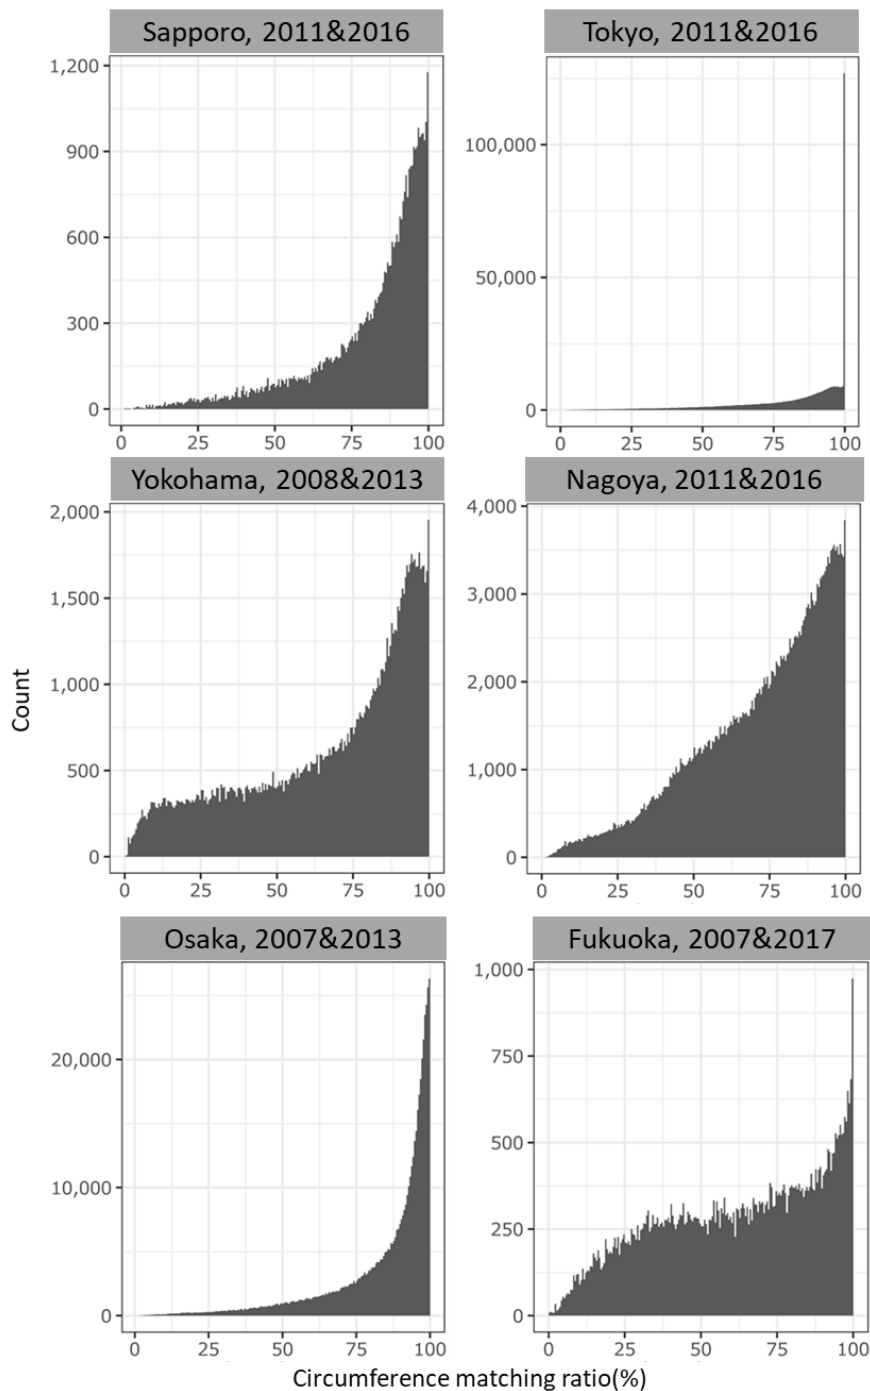 Sapporo, 2011&2016
1,200
900
600
300
0
0 25 50 75 100
Tokyo, 2011&2016
100,000
50,000
0
0 25 50 75 100
Yokohama, 2008&2013
2,000
1,500
1,000
500
0
0 25 50 75 100
Nagoya, 2011&2016
4,000
3,000
2,000
1,000
0
0 25 50 75 100
Count
Osaka, 2007&2013
20,000
10,000
0
0 25 50 75 100
Fukuoka, 2007&2017
1,000
750
500
250
0
0 25 50 75 100
Circumference matching ratio(%)